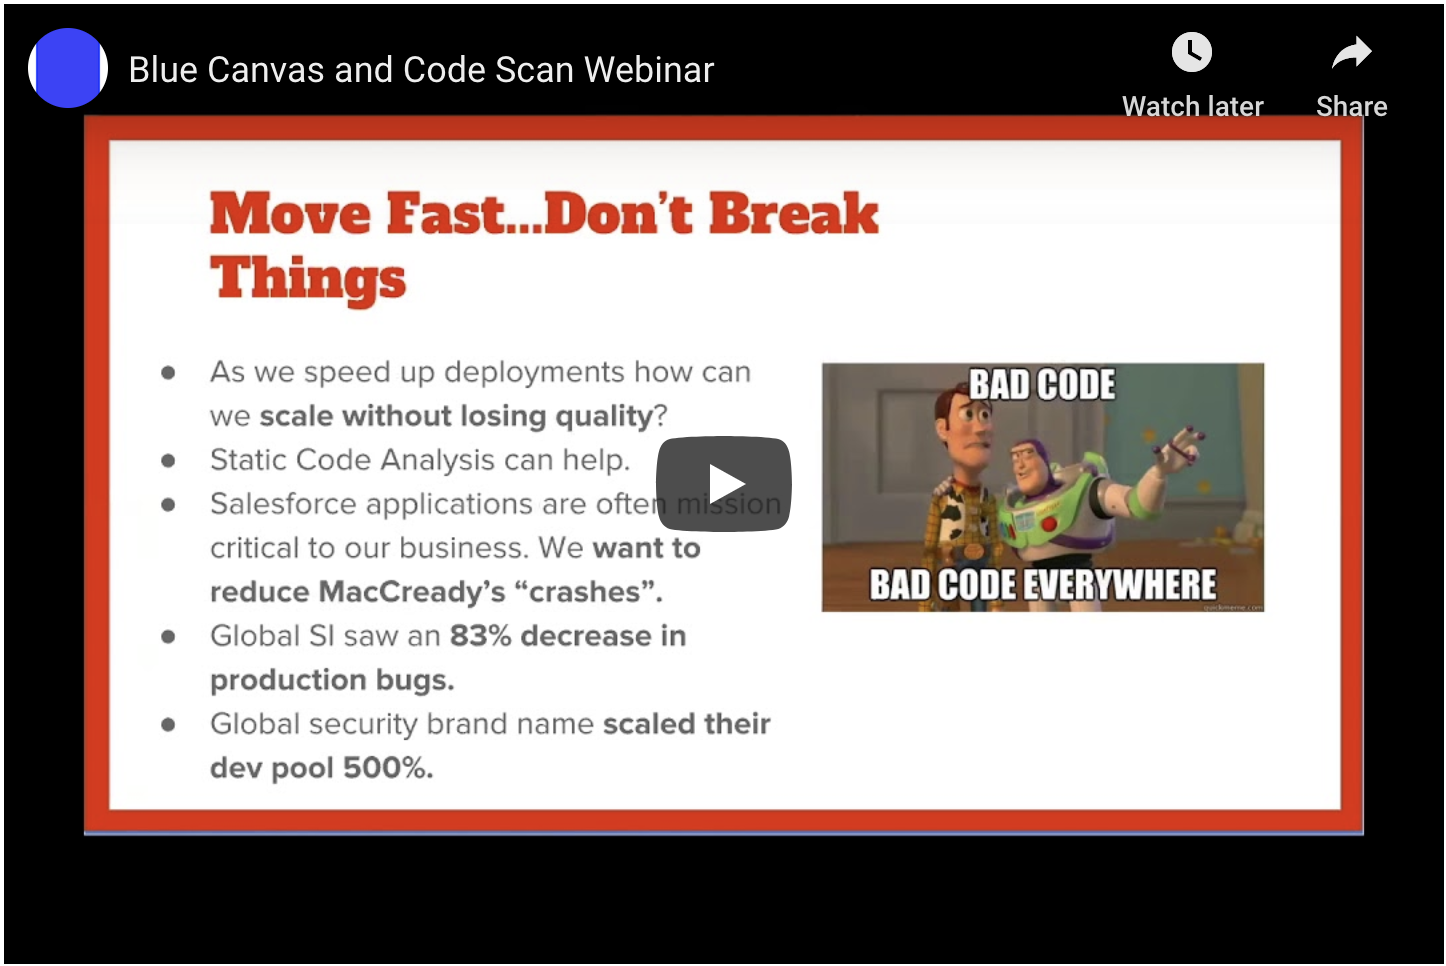 Blue Canvas and Code Scan Webinar
Watch later
Share
Move Fast...Don't Break
Things
● As we speed up deployments how can
we scale without losing quality?
● Static Code Analysis can help.
● Salesforce applications are often mission
critical to our business. We want to
reduce MacCready's “crashes”.
● Global SI saw an 83% decrease in
production bugs.
● Global security brand name scaled their
dev pool 500%.
BAD CODE
BAD CODE EVERYWHERE
quickmeme.com